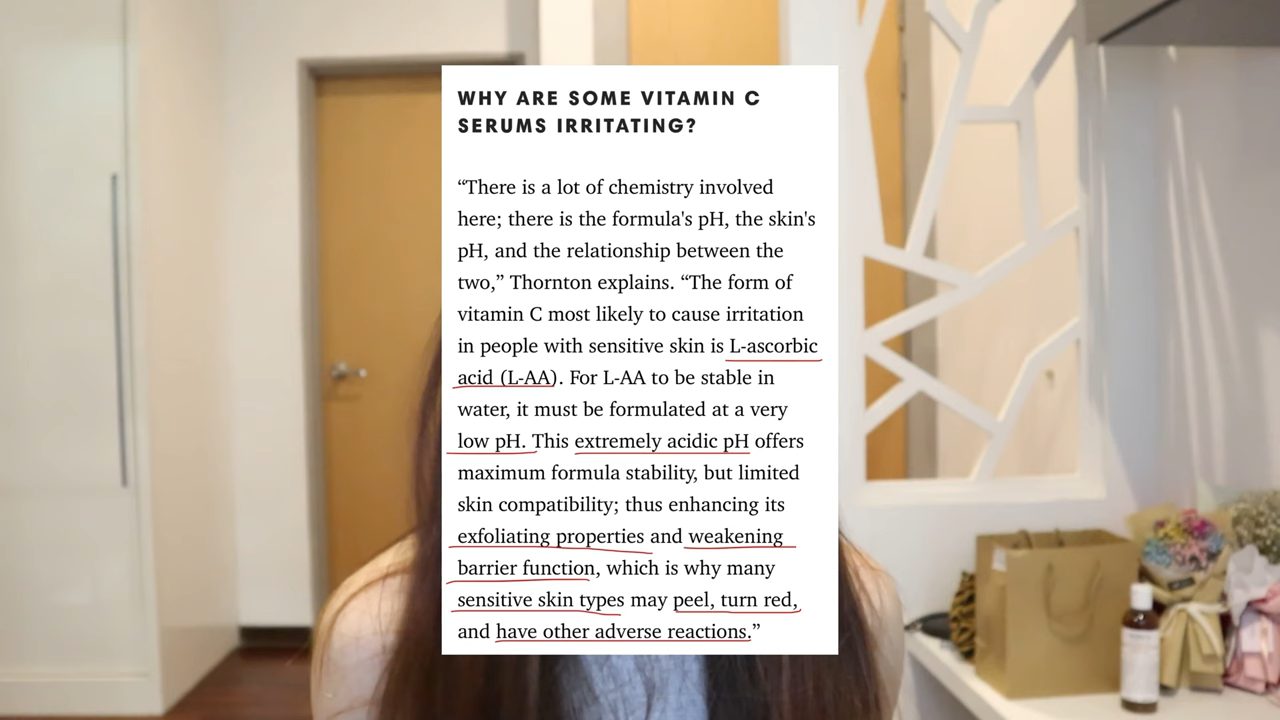 WHY ARE SOME VITAMIN C
SERUMS IRRITATING?
“There is a lot of chemistry involved
here; there is the formula's pH, the skin's
pH, and the relationship between the
two,” Thornton explains. “The form of
vitamin C most likely to cause irritation
in people with sensitive skin is L-ascorbic
acid (L-AA). For L-AA to be stable in
water, it must be formulated at a very
low pH. This extremely acidic pH offers
maximum formula stability, but limited
skin compatibility; thus enhancing its
exfoliating properties and weakening
barrier function, which is why many
sensitive skin types may peel, turn red,
and have other adverse reactions.”